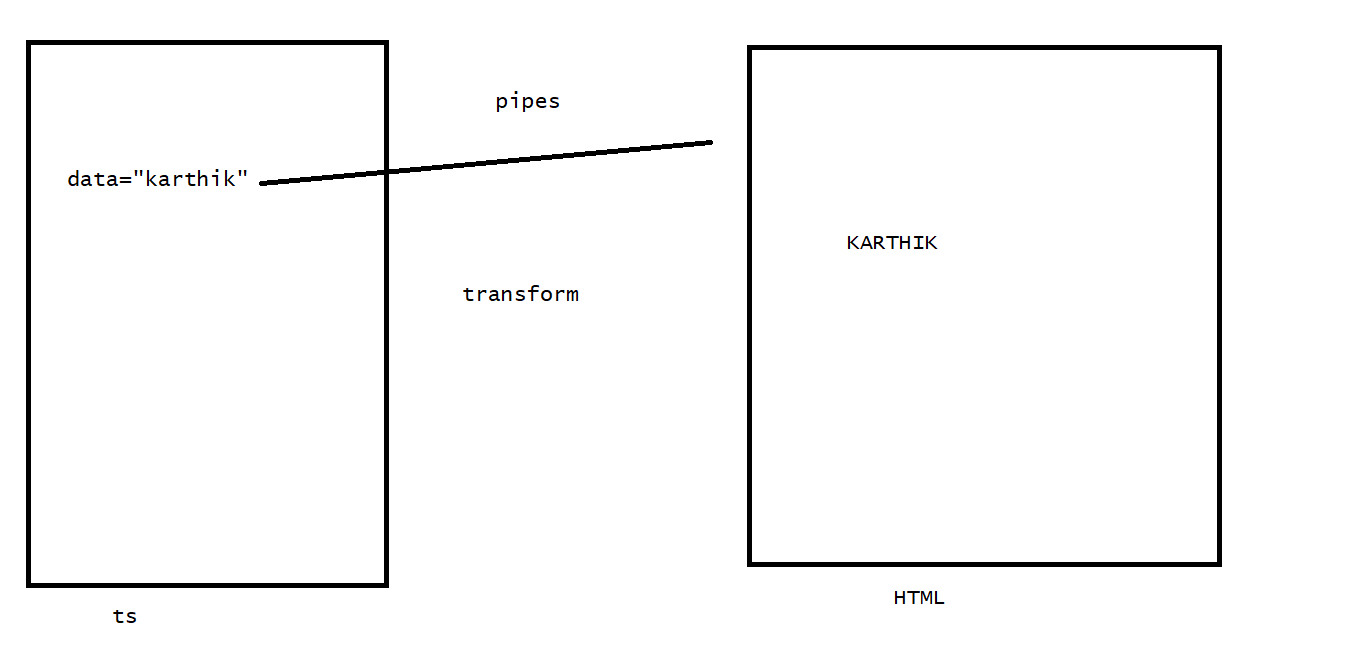 pipes
data="karthik"
KARTHIK
transform
ts
HTML